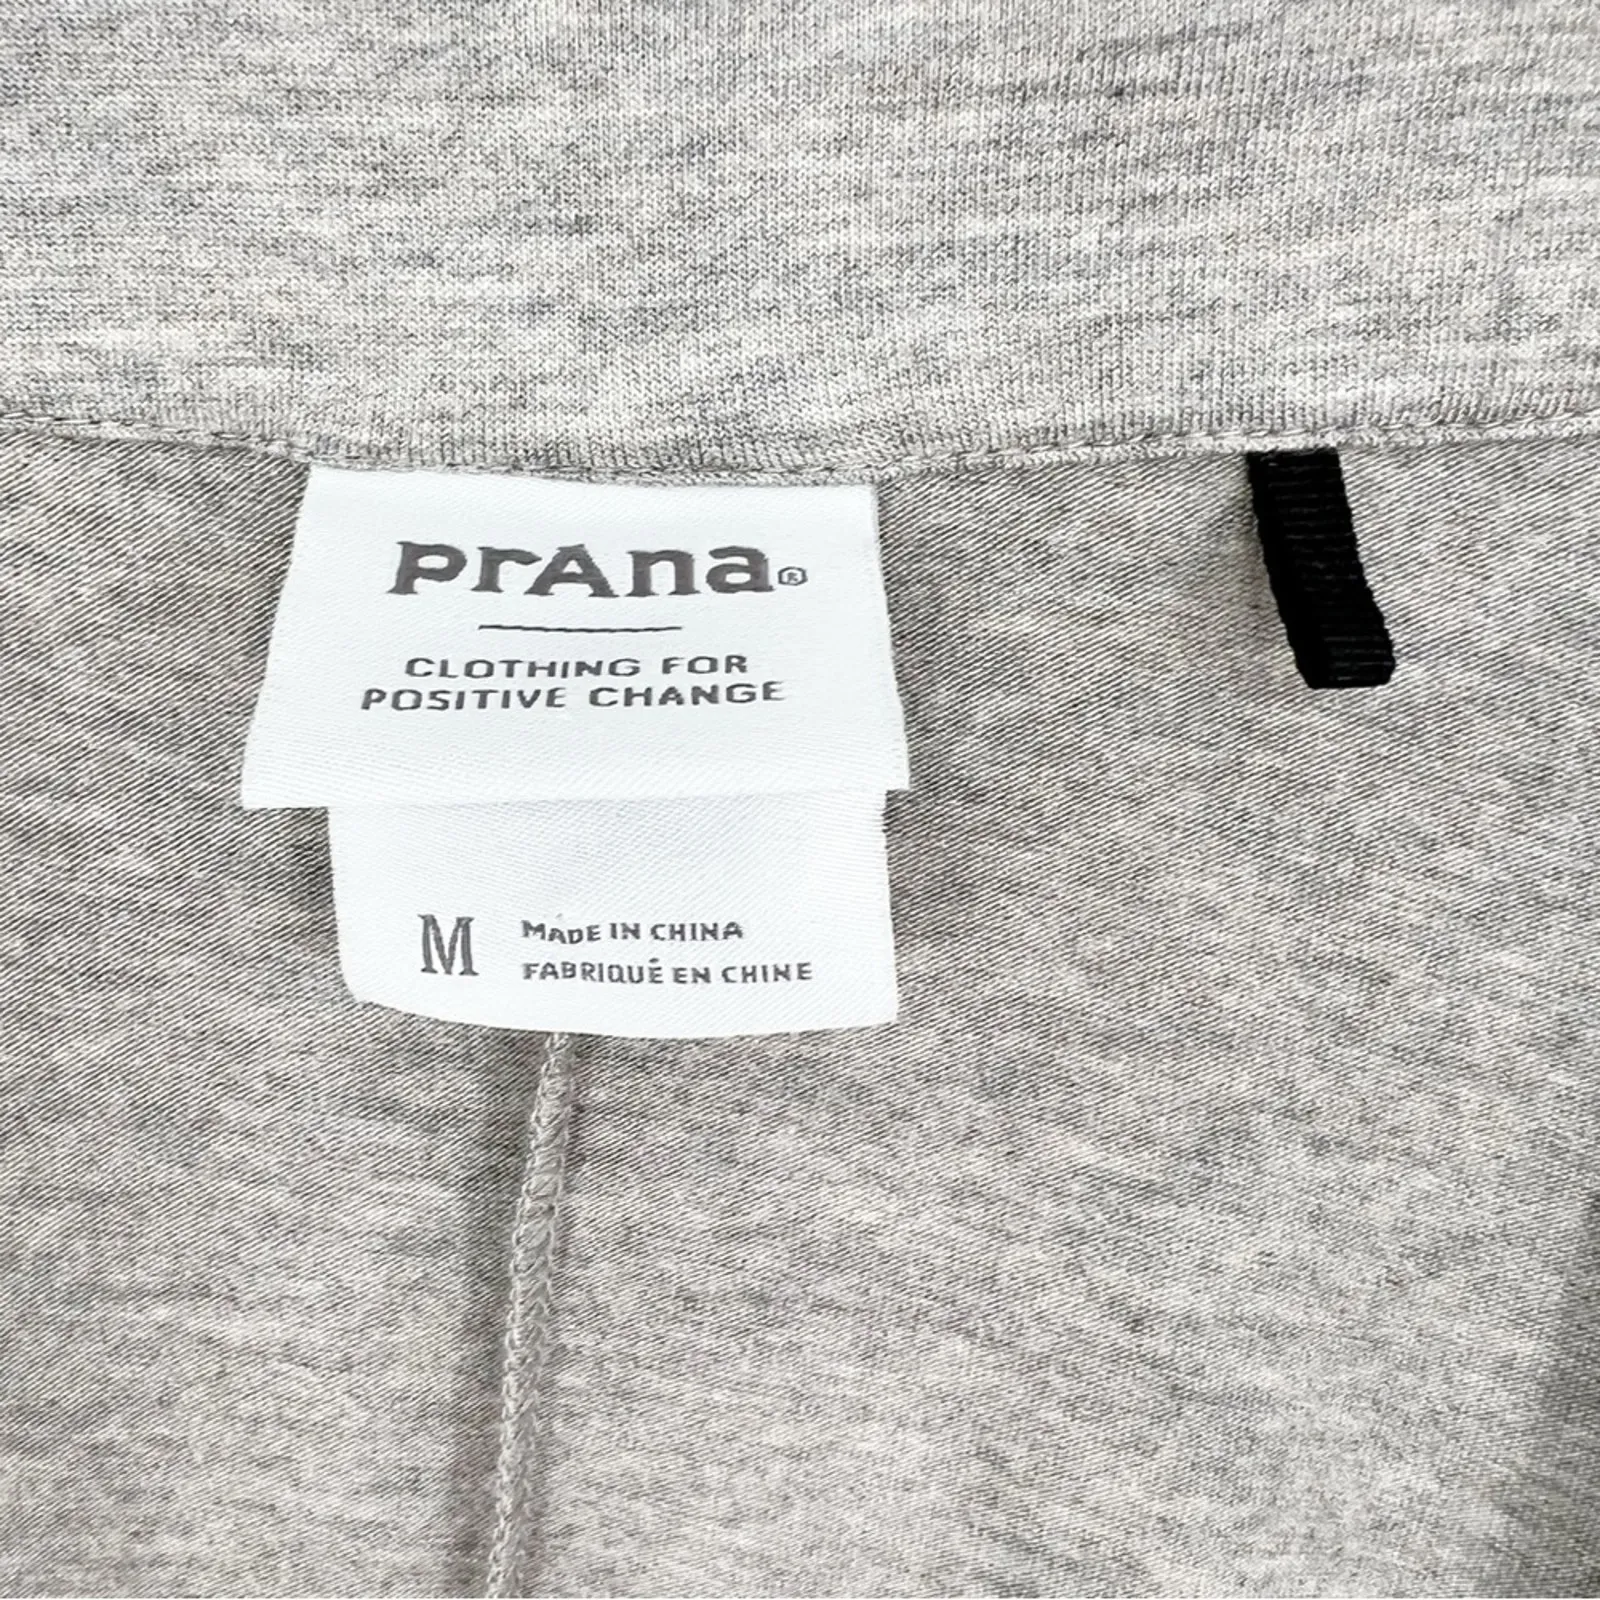 prAna®
CLOTHING FOR
POSITIVE CHANGE
M
MADE IN CHINA
FABRIQUÉ EN CHINE